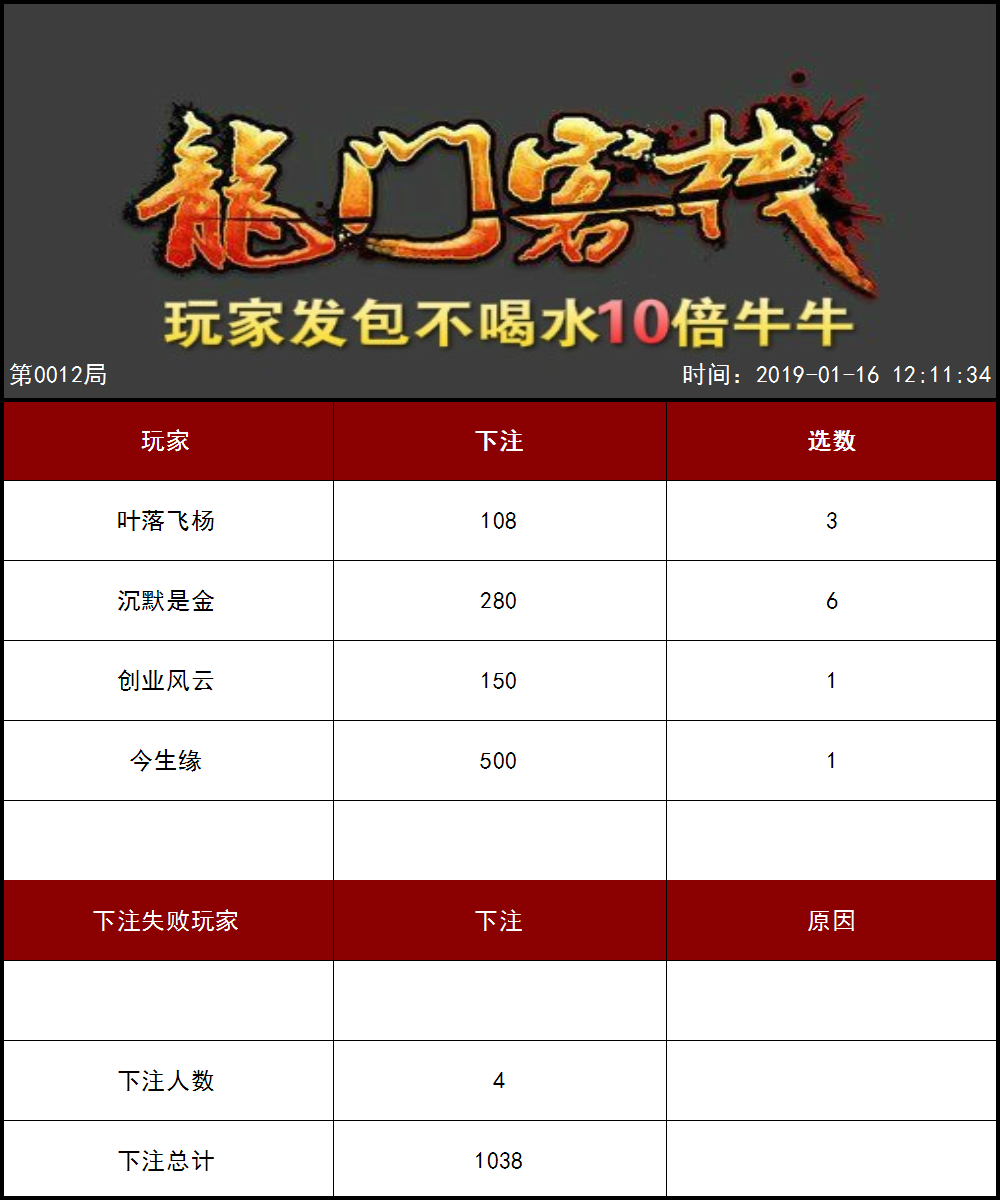 龍门客栈
玩家发包不喝水10倍牛牛
第0012局 时间：2019-01-16 12:11:34
玩家 下注 选数
叶落飞杨 108 3
沉默是金 280 6
创业风云 150 1
今生缘 500 1
下注失败玩家 下注 原因
下注人数 4
下注总计 1038